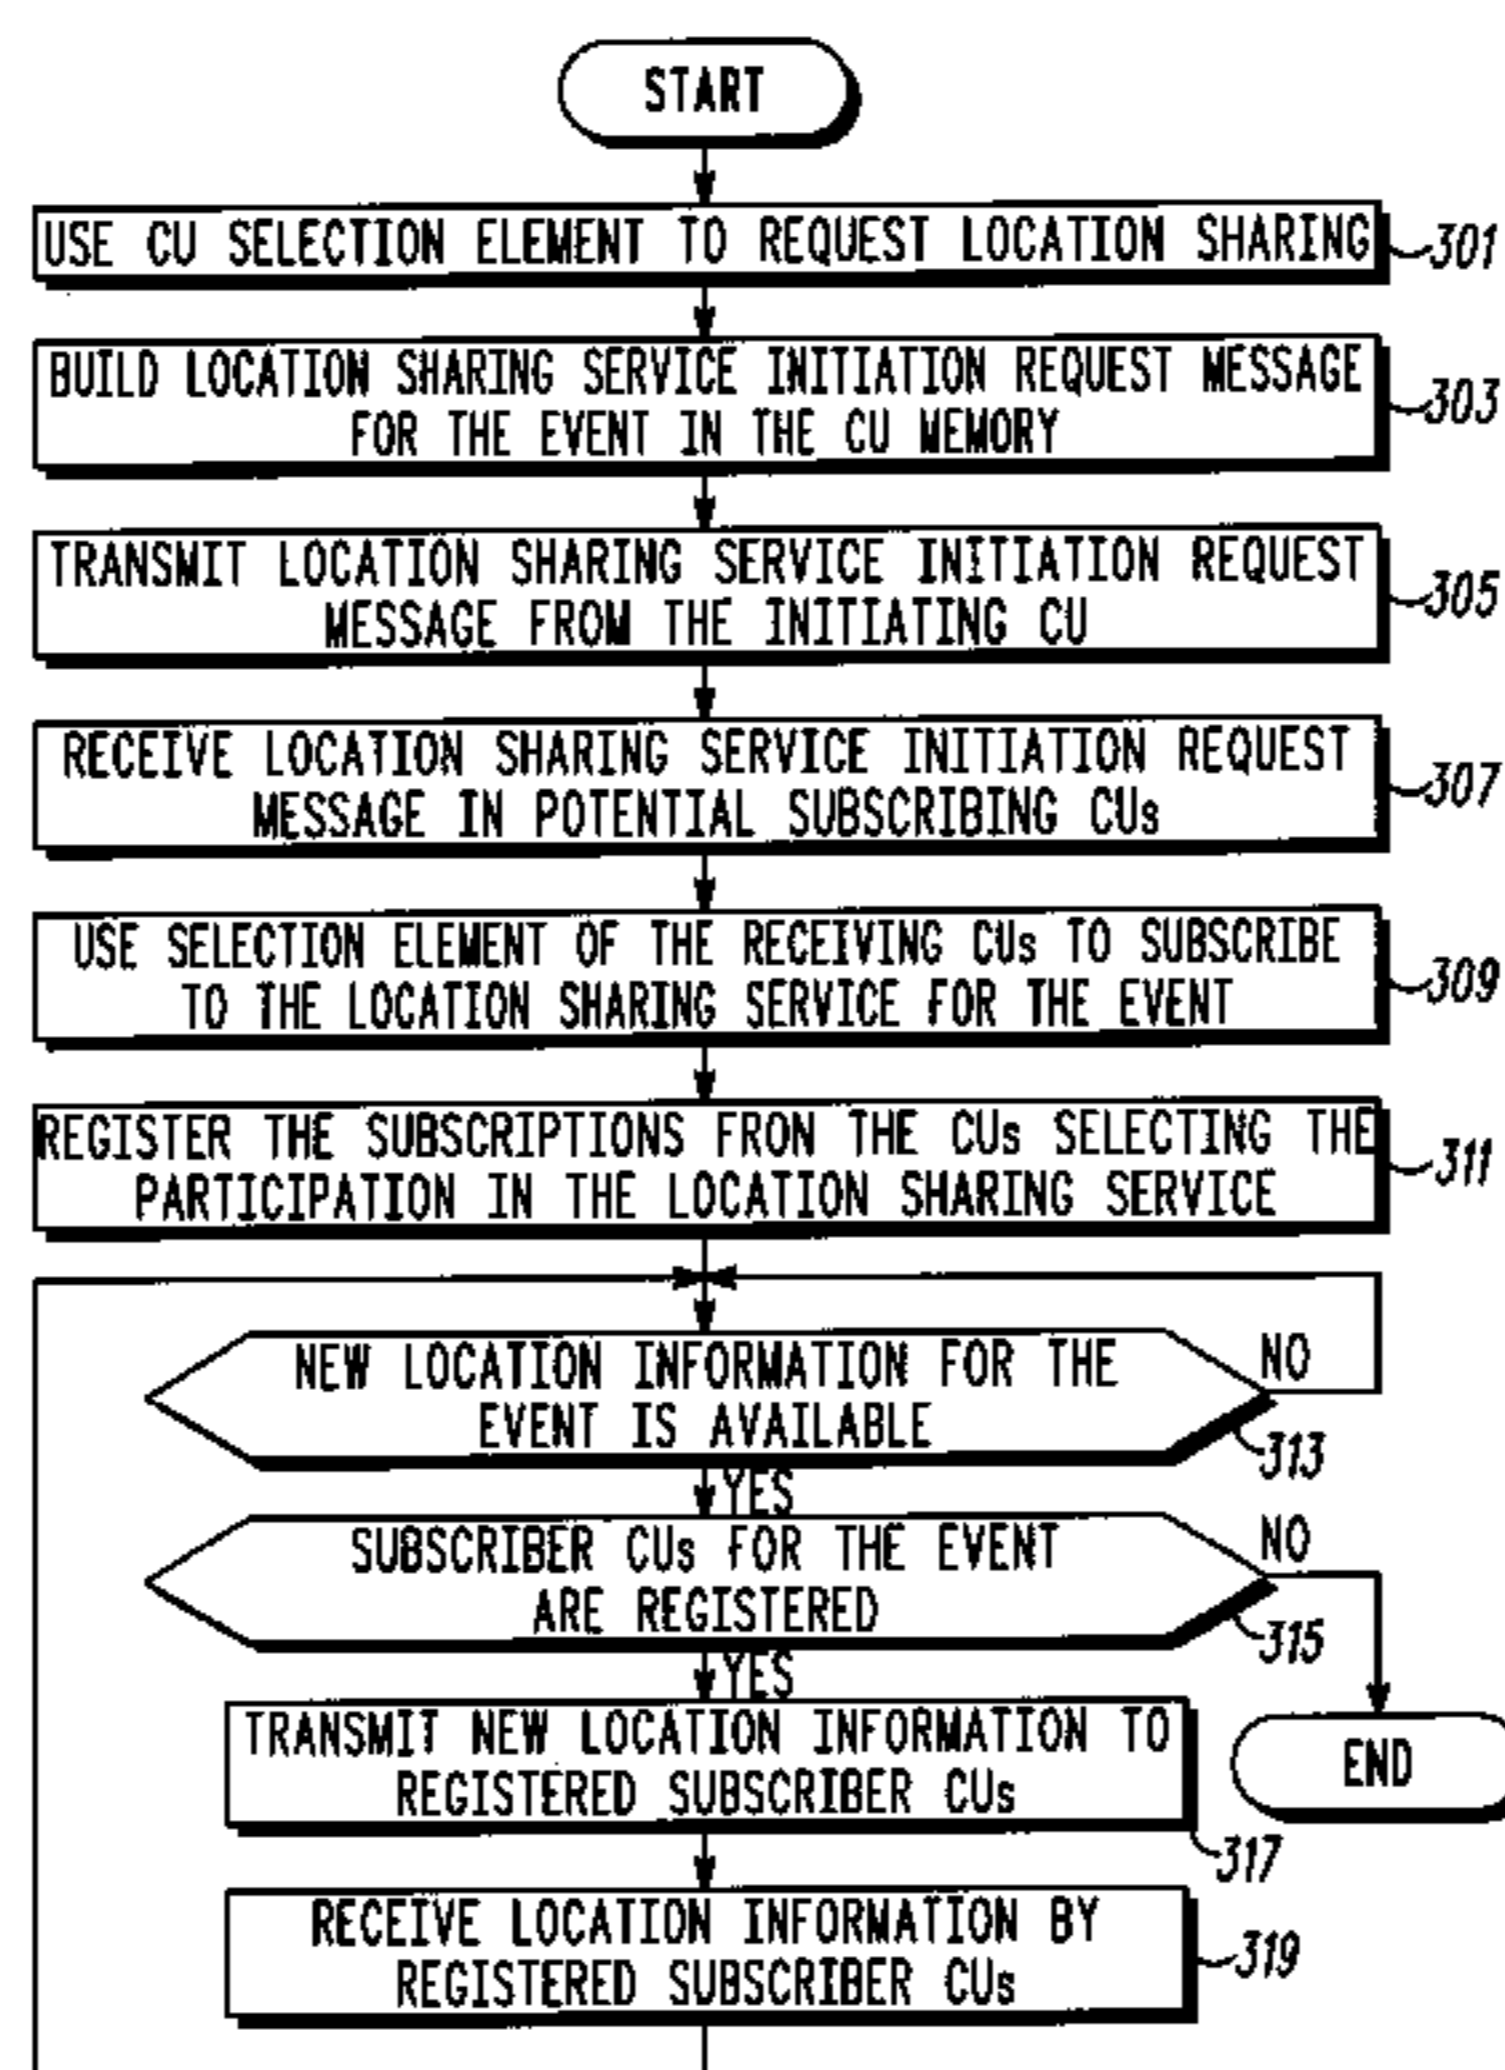 START
USE CU SELECTION ELEMENT TO REQUEST LOCATION SHARING
301
BUILD LOCATION SHARING SERVICE INITIATION REQUEST MESSAGE
FOR THE EVENT IN THE CU MEMORY
303
TRANSMIT LOCATION SHARING SERVICE INITIATION REQUEST
MESSAGE FROM THE INITIATING CU
305
RECEIVE LOCATION SHARING SERVICE INITIATION REQUEST
MESSAGE IN POTENTIAL SUBSCRIBING CUs
307
USE SELECTION ELEMENT OF THE RECEIVING CUs TO SUBSCRIBE
TO THE LOCATION SHARING SERVICE FOR THE EVENT
309
REGISTER THE SUBSCRIPTIONS FRON THE CUs SELECTING THE
PARTICIPATION IN THE LOCATION SHARING SERVICE
311
NEW LOCATION INFORMATION FOR THE
EVENT IS AVAILABLE
NO
313
YES
SUBSCRIBER CUs FOR THE EVENT
ARE REGISTERED
NO
315
YES
TRANSMIT NEW LOCATION INFORMATION TO
REGISTERED SUBSCRIBER CUs
317
END
RECEIVE LOCATION INFORMATION BY
REGISTERED SUBSCRIBER CUs
319